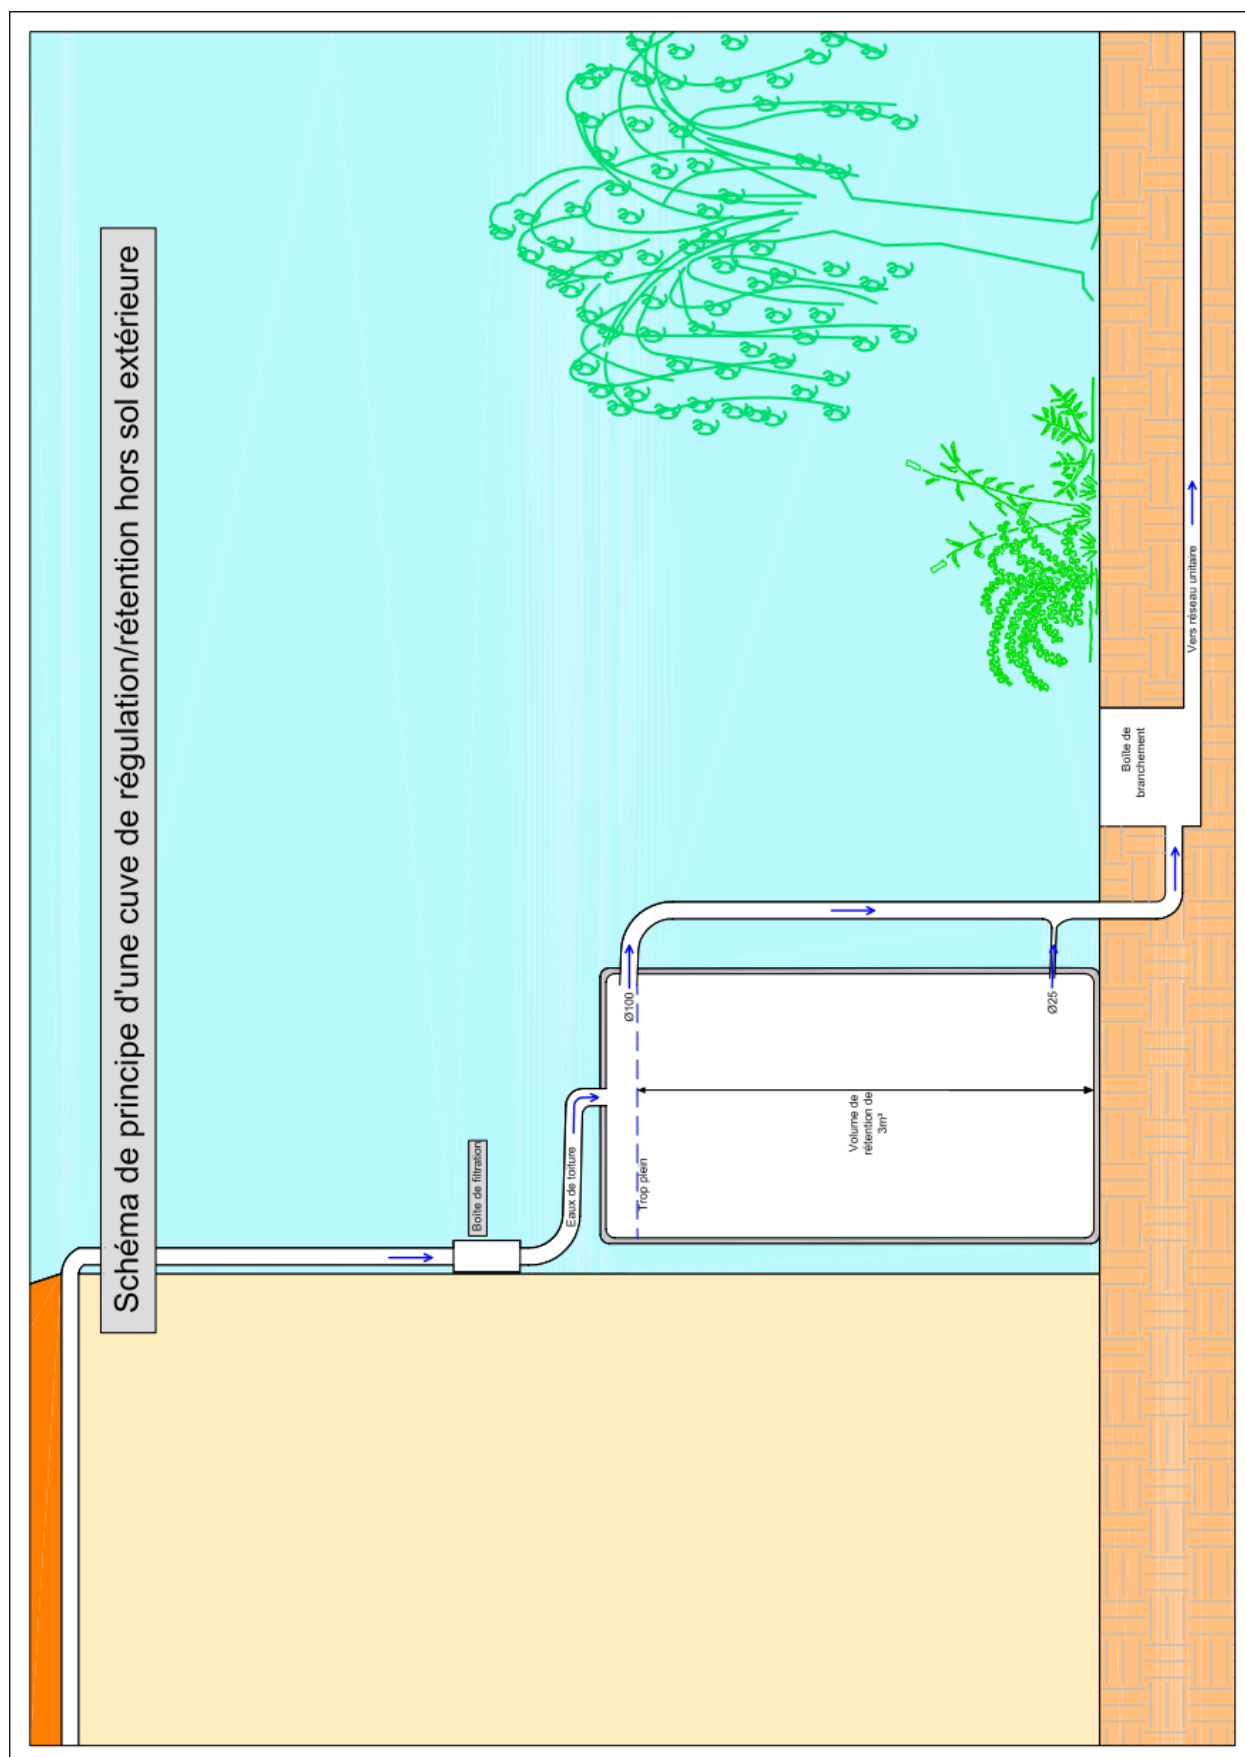 Schéma de principe d'une cuve de régulation/rétention hors sol extérieure
Boîte de filtration
Eaux de toiture
Ø100
Trop plein
Volume de
rétention de
3m³
Ø25
Boîte de
branchement
Vers réseau unitaire